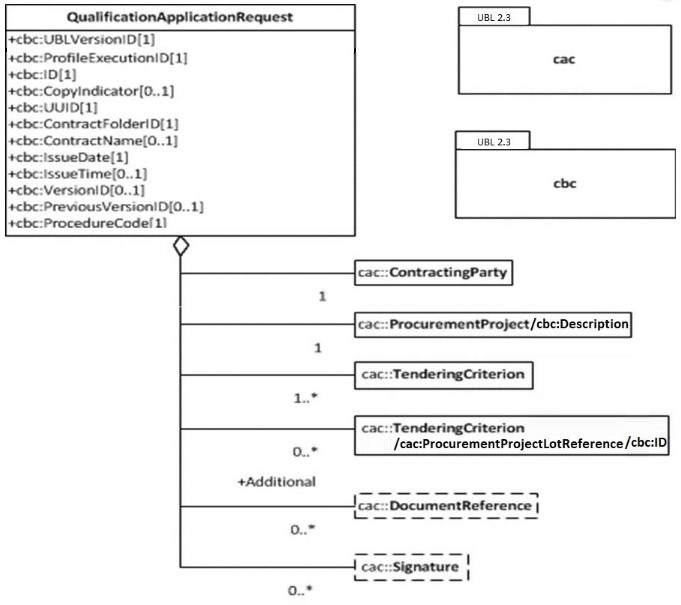 QualificationApplicationRequest
+cbc:UBLVersionID[1]
+cbc:ProfileExecutionID[1]
+cbc:ID[1]
+cbc:CopyIndicator[0..1]
+cbc:UUID[1]
+cbc:ContractFolderID[1]
+cbc:ContractName[0..1]
+cbc:IssueDate[1]
+cbc:IssueTime[0..1]
+cbc:VersionID[0..1]
+cbc:PreviousVersionID[0..1]
+cbc:ProcedureCode[1]
UBL 2.3
cac
UBL 2.3
cbc
cac::ContractingParty
1
cac::ProcurementProject/cbc:Description
1
cac::TenderingCriterion
1..*
cac::TenderingCriterion
/cac:ProcurementProjectLotReference/cbc:ID
0..*
+Additional
cac::DocumentReference
0..*
cac::Signature
0..*